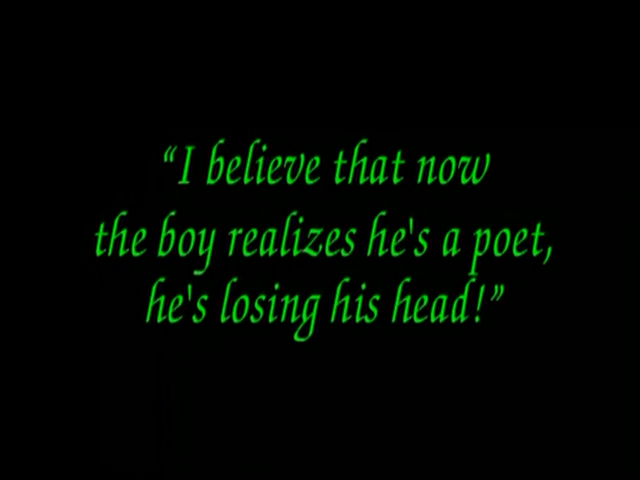 “I believe that now
the boy realizes he's a poet,
he's losing his head!”